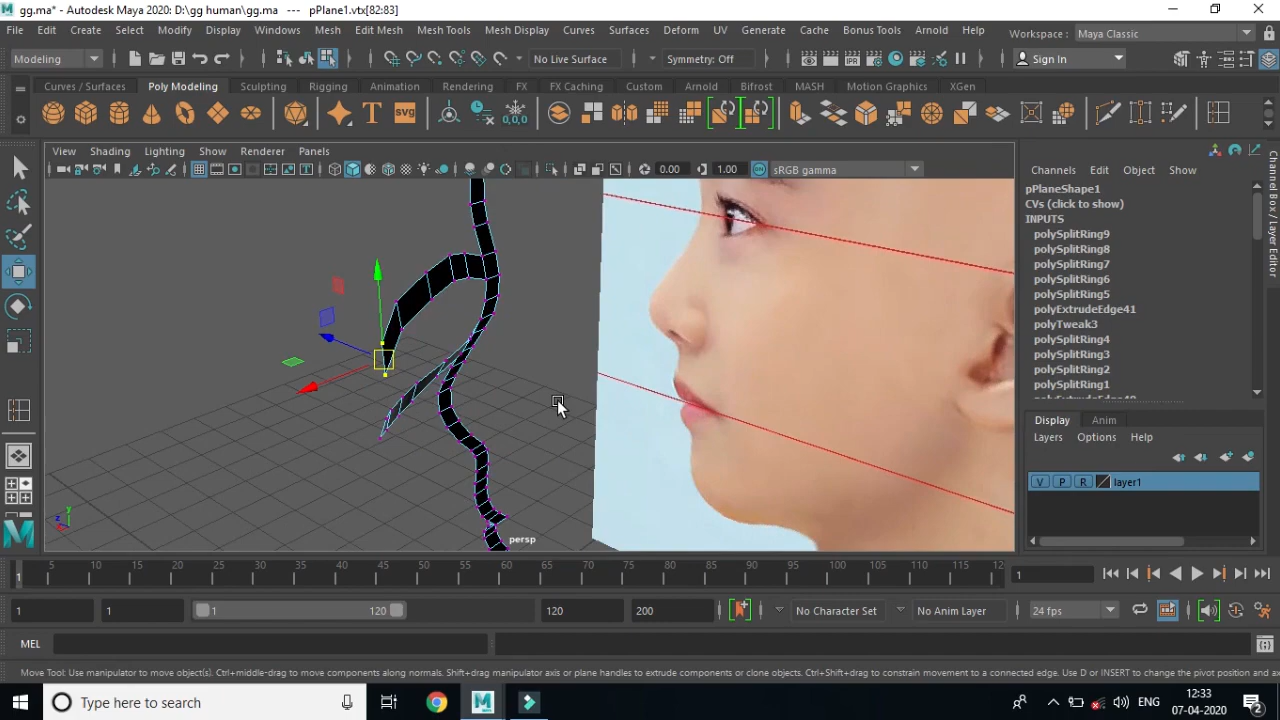 gg.ma* - Autodesk Maya 2020: D:\gg human\gg.ma --- pPlane1.vtx[82:83]
File Edit Create Select Modify Display Windows Mesh Edit Mesh Mesh Tools Mesh Display Curves Surfaces Deform UV Generate Cache Bonus Tools Arnold Help Workspace : Maya Classic
Modeling No Live Surface Symmetry: Off Sign In
Curves / Surfaces Poly Modeling Sculpting Rigging Animation Rendering FX FX Caching Custom Arnold Bifrost MASH Motion Graphics XGen
T SVG 0,0,0
View Shading Lighting Show Renderer Panels
0.00 1.00 ON sRGB gamma
Channels Edit Object Show
pPlaneShape1
CVs (click to show)
INPUTS
polySplitRing9
polySplitRing8
polySplitRing7
polySplitRing6
polySplitRing5
polyExtrudeEdge41
polyTweak3
polySplitRing4
polySplitRing3
polySplitRing2
polySplitRing1
Channel Box / Layer Editor
Display Anim
Layers Options Help
V P R layer1
y
z
persp
1 5 10 15 20 25 30 35 40 45 50 55 60 65 70 75 80 85 90 95 100 105 110 115 12
1
1 1 1 120 120 200 No Character Set No Anim Layer 24 fps
MEL
Move Tool: Use manipulator to move object(s). Ctrl+middle-drag to move components along normals. Shift+drag manipulator axis or plane handles to extrude components or clone objects. Ctrl+Shift+drag to constrain movement to a connected edge. Use D or INSERT to change the pivot position and
Type here to search
ENG
12:33
07-04-2020
2